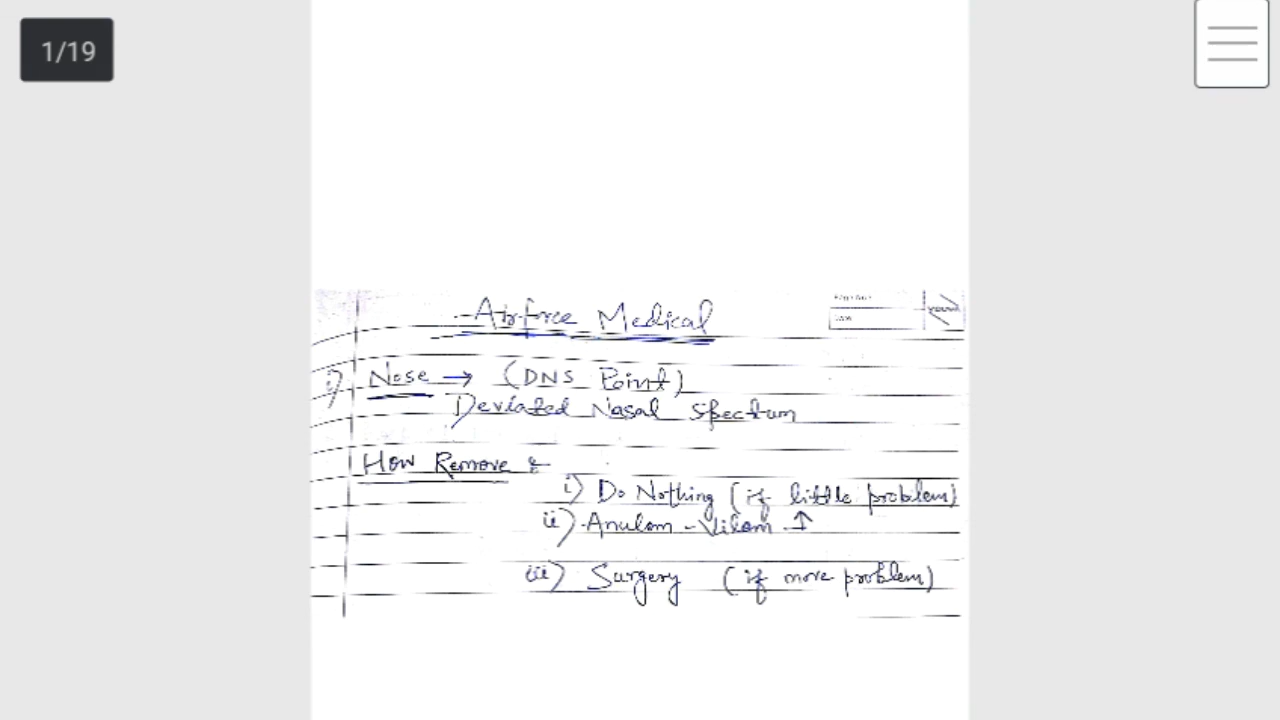 1/19
Airforce Medical
i) Nose → (DNS Point)
Deviated Nasal Spectum
How Remove :-
i) Do Nothing (if little problem)
ii) Anulom - Vilom ↑
iii) Surgery (if more problem)